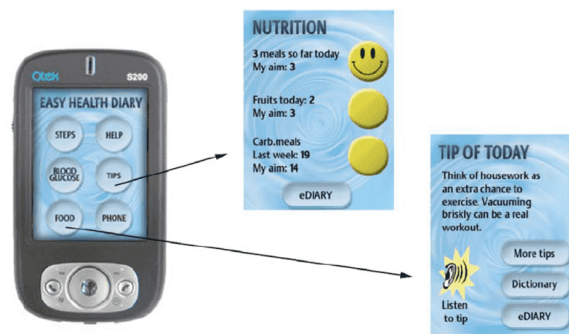 Qtek
S200
EASY HEALTH DIARY
STEPS
HELP
BLOOD
GLUCOSE
TIPS
FOOD
PHONE
NUTRITION
3 meals so far today
My aim: 3
Fruits today: 2
My aim: 3
Carb.meals
Last week: 19
My aim: 14
eDIARY
TIP OF TODAY
Think of housework as
an extra chance to
exercise. Vacuuming
briskly can be a real
workout.
Listen
to tip
More tips
Dictionary
eDIARY